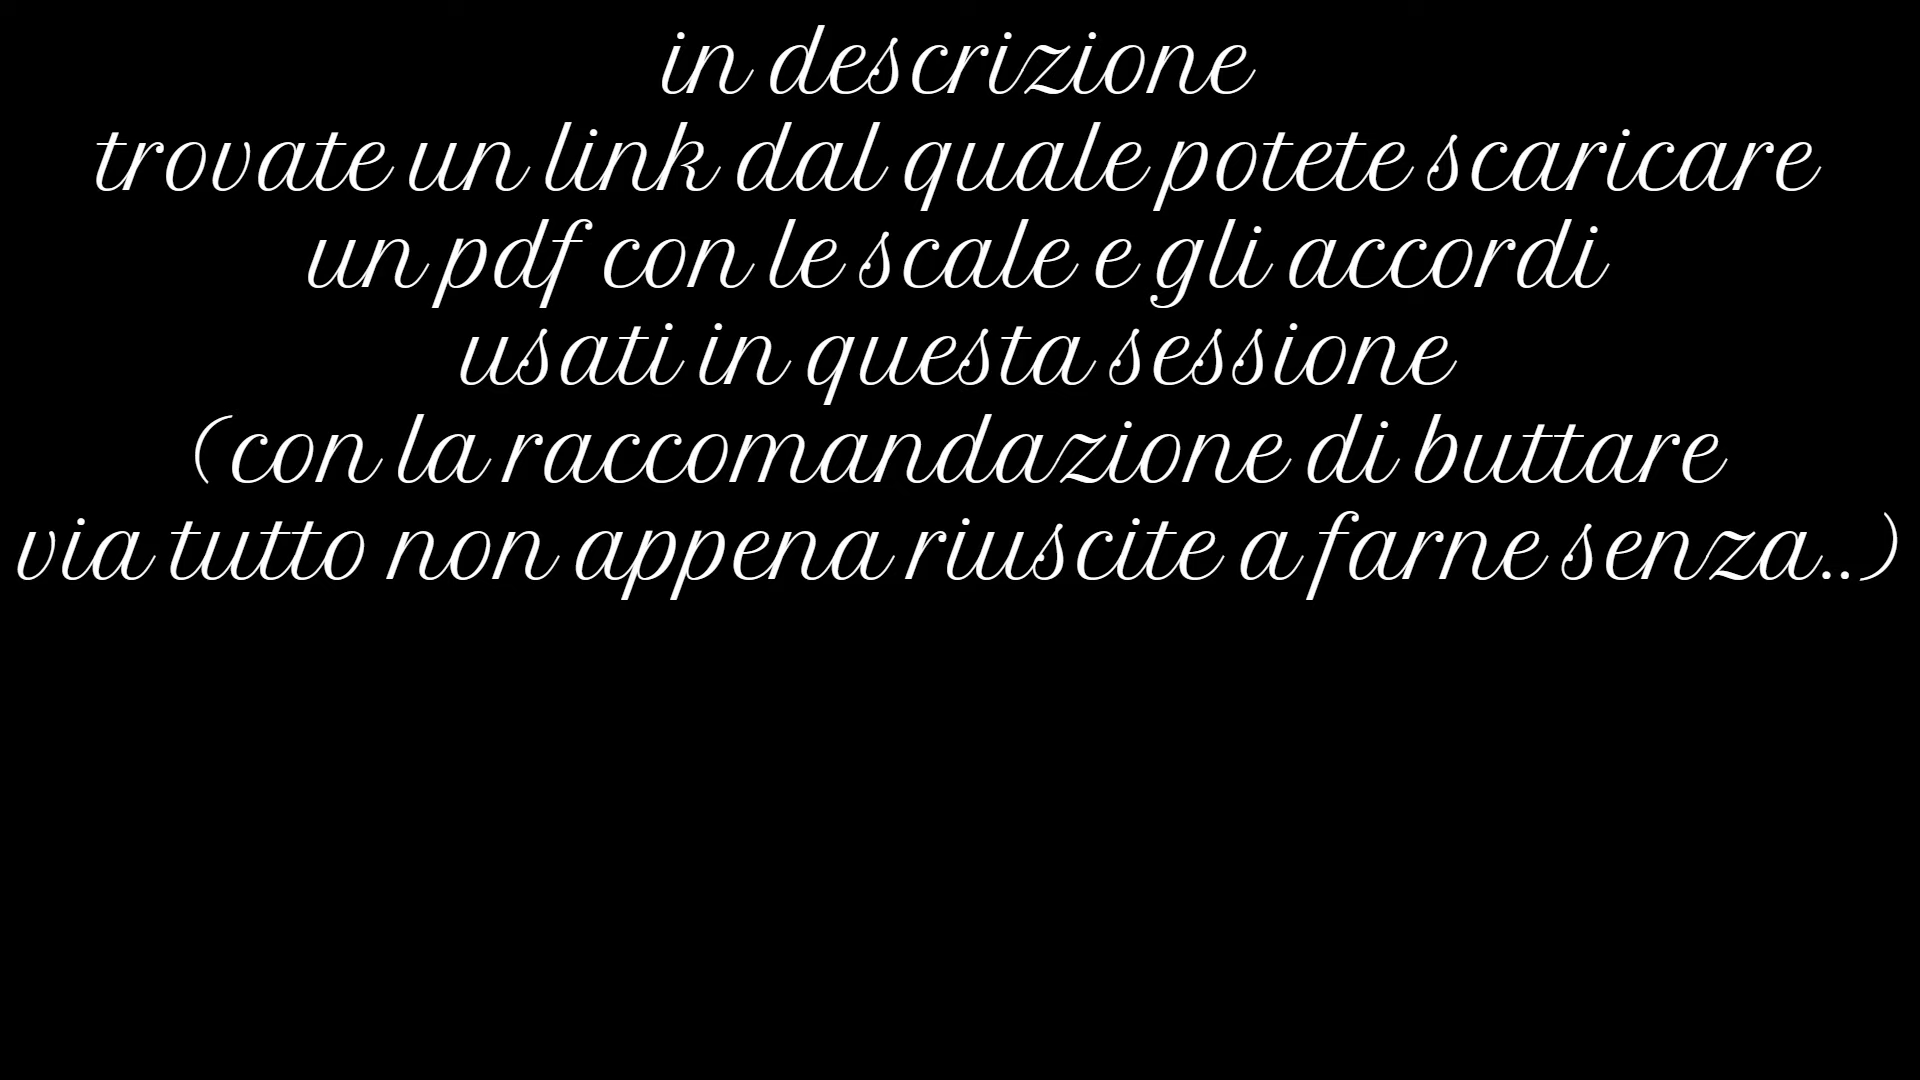 in descrizione
trovate un link dal quale potete scaricare
un pdf con le scale e gli accordi
usati in questa sessione
(con la raccomandazione di buttare
via tutto non appena riuscite a farne senza..)